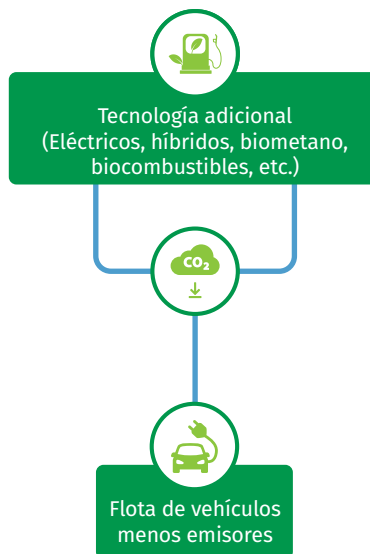 Tecnología adicional
(Eléctricos, híbridos, biometano,
biocombustibles, etc.)
CO₂
Flota de vehículos
menos emisores